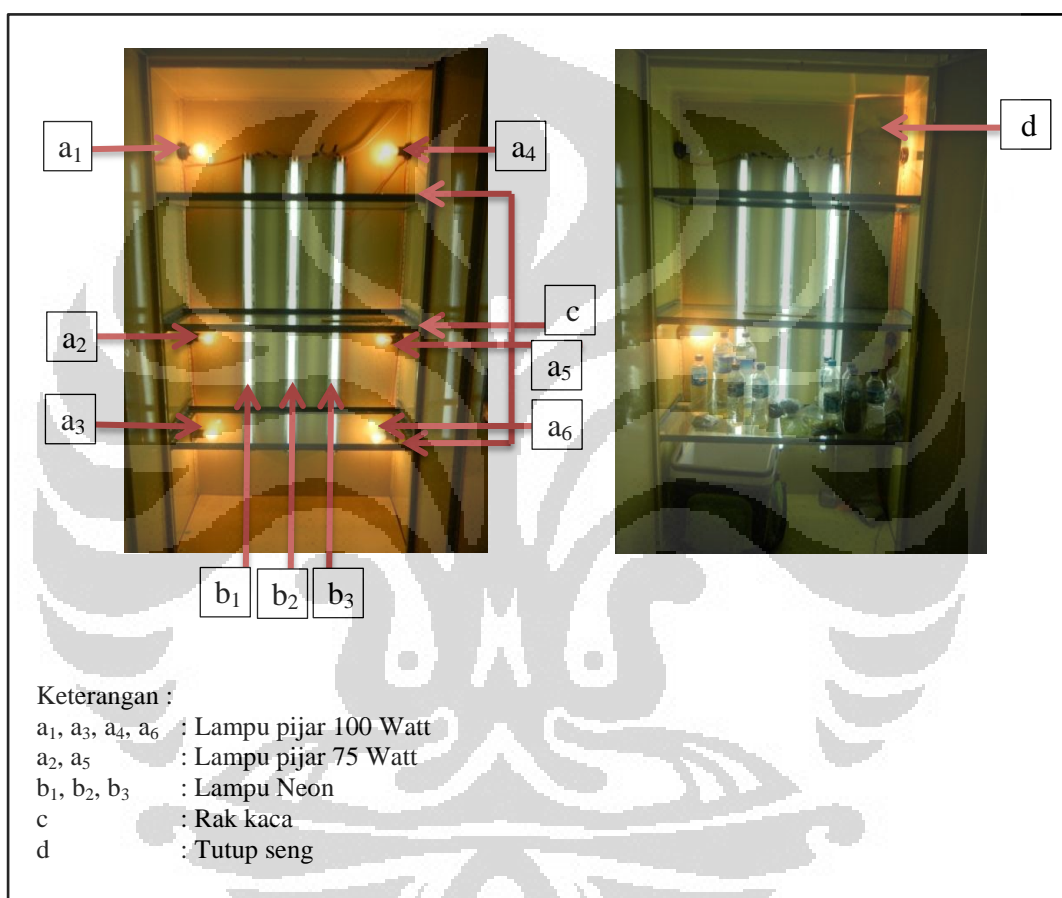 a₁
a₄
d
c
a₂
a₅
a₃
a₆
b₁ b₂ b₃
Keterangan :
a₁, a₃, a₄, a₆ : Lampu pijar 100 Watt
a₂, a₅ : Lampu pijar 75 Watt
b₁, b₂, b₃ : Lampu Neon
c : Rak kaca
d : Tutup seng